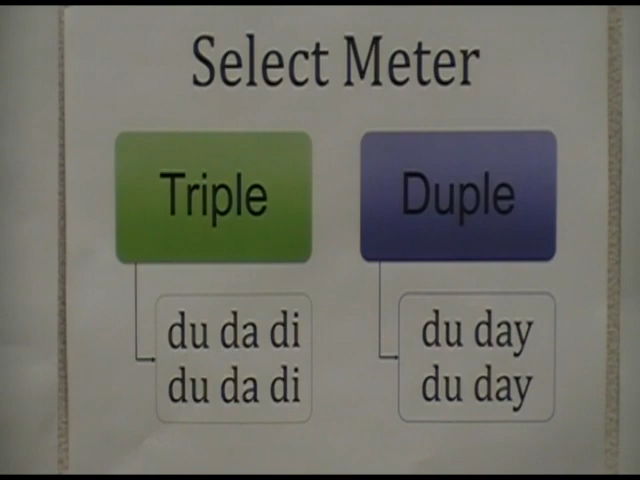 Select Meter
Triple
Duple
du da di
du da di
du day
du day